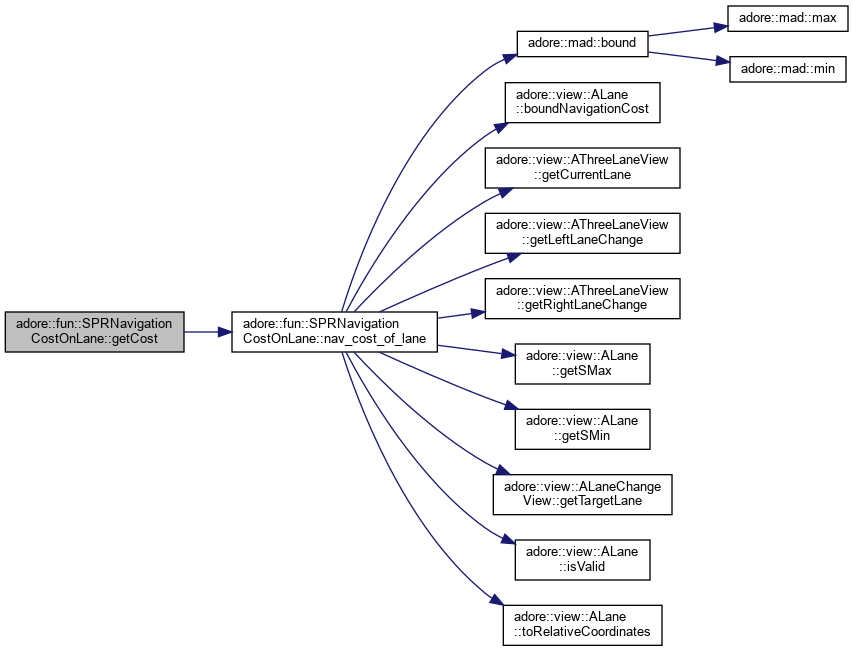 adore::fun::SPRNavigation
CostOnLane::getCost
adore::fun::SPRNavigation
CostOnLane::nav_cost_of_lane
adore::mad::bound
adore::mad::max
adore::mad::min
adore::view::ALane
::boundNavigationCost
adore::view::AThreeLaneView
::getCurrentLane
adore::view::AThreeLaneView
::getLeftLaneChange
adore::view::AThreeLaneView
::getRightLaneChange
adore::view::ALane
::getSMax
adore::view::ALane
::getSMin
adore::view::ALaneChange
View::getTargetLane
adore::view::ALane
::isValid
adore::view::ALane
::toRelativeCoordinates